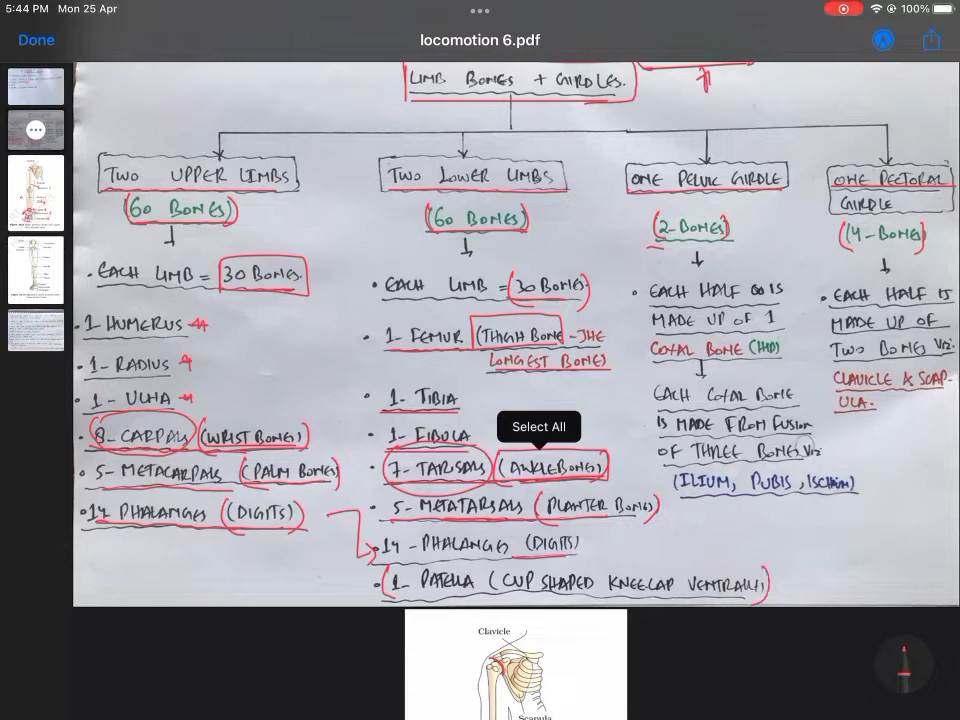 5:44 PM Mon 25 Apr
100%
Done
locomotion 6.pdf
LIMB BONES + GIRDLES.
TWO UPPER LIMBS
(60 BONES)
• EACH LIMB = 30 BONES.
• 1 HUMERUS
• 1-RADIUS
• 1 - ULNA
• 8-CARPALS (WRIST BONES)
• 5-METACARPALS (PALM BONES)
• 14 PHALANGES (DIGITS)
TWO LOWER LIMBS
(60 BONES)
• EACH LIMB = (30 BONES)
• 1-FEMUR (THIGH BONE - THE
LONGEST BONE)
• 1- TIBIA
• 1-FIBULA
Select All
• 7-TARSALS (ANKLE BONES)
• 5-METATARSALS (PLANTER BONES)
• 14-PHALANGES (DIGITS)
• 1-PATELLA (CUP SHAPED KNEECAP VENTRALLY)
ONE PELVIC GIRDLE
(2-BONES)
• EACH HALF IS
MADE UP OF 1
COXAL BONE (HIP)
EACH COXAL BONE
IS MADE FROM FUSION
OF THREE BONES Viz
(ILIUM, PUBIS, ISCHIUM)
ONE PECTORAL
GIRDLE
(4-BONES)
• EACH HALF IS
MADE UP OF
TWO BONES Viz.
CLAVICLE & SCAP-
ULA.
Clavicle
Scapula